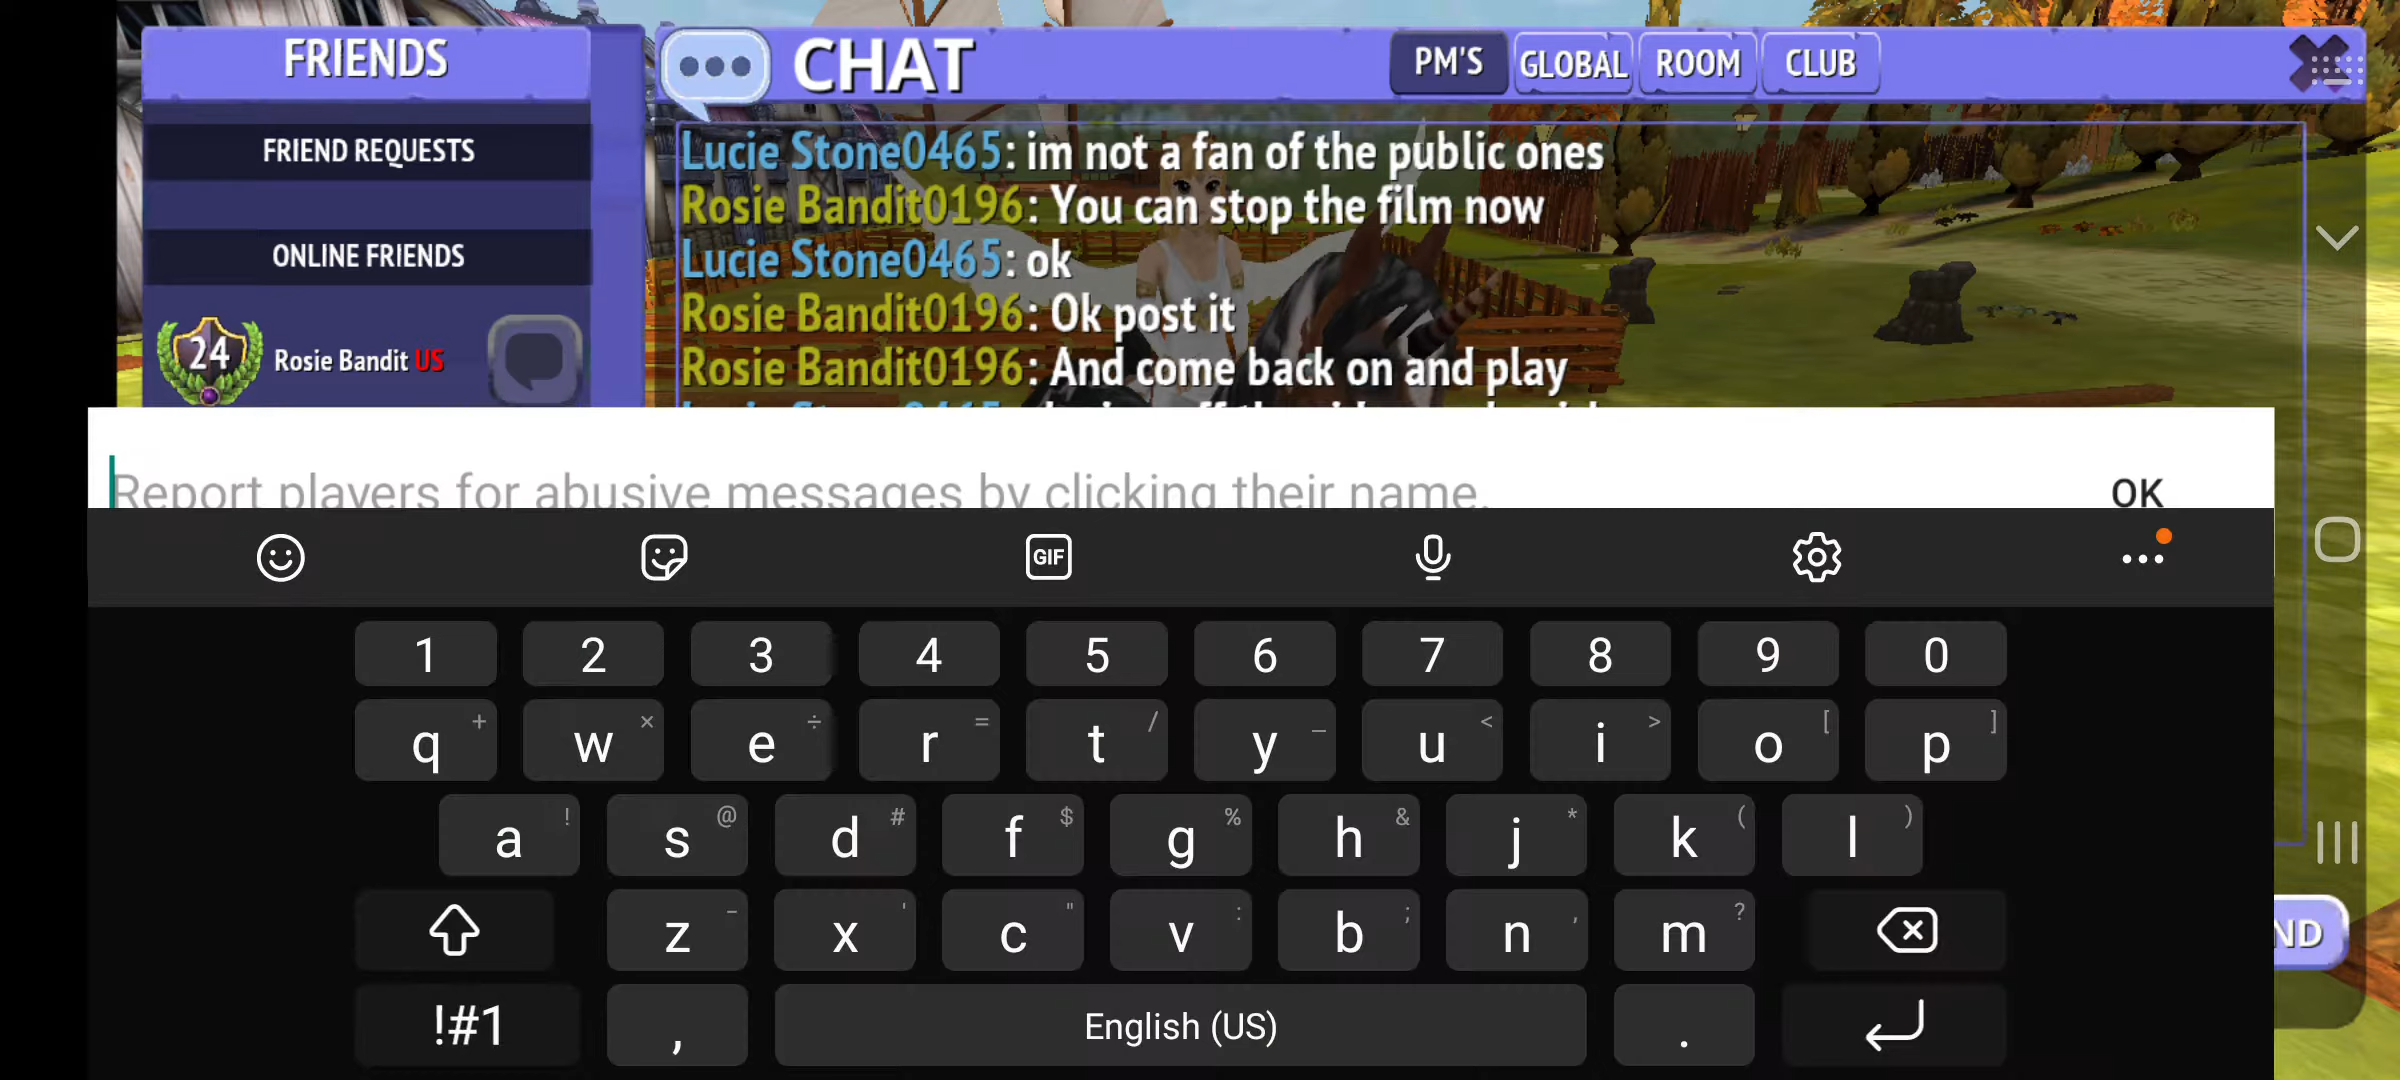 FRIENDS
FRIEND REQUESTS
ONLINE FRIENDS
24
Rosie Bandit US
CHAT
PM'S
GLOBAL
ROOM
CLUB
Lucie Stone0465: im not a fan of the public ones
Rosie Bandit0196: You can stop the film now
Lucie Stone0465: ok
Rosie Bandit0196: Ok post it
Rosie Bandit0196: And come back on and play
Report players for abusive messages by clicking their name.
OK
GIF
1 2 3 4 5 6 7 8 9 0
q + w × e ÷ r = t / y _ u < i > o [ p ]
a ! s @ d # f $ g % h & j * k ( l )
z - x ' c " v : b ; n , m ?
ND
!#1 , English (US) .